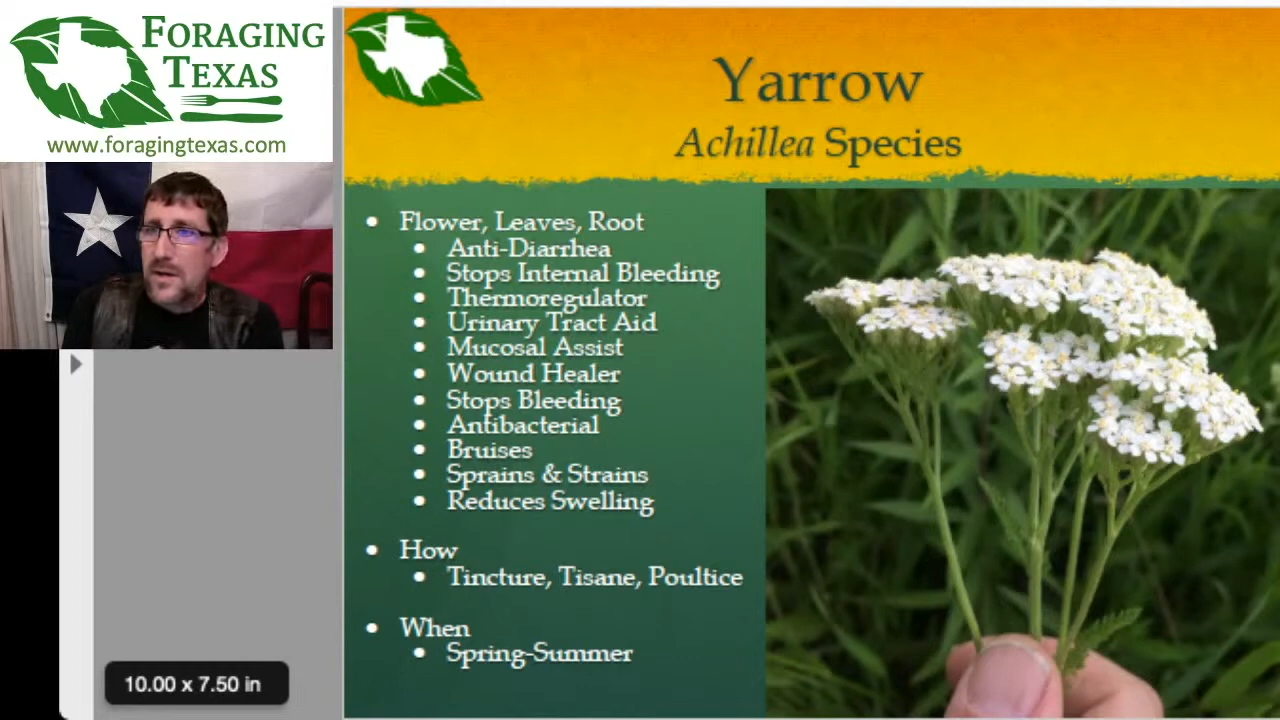 FORAGING
TEXAS
www.foragingtexas.com
Yarrow
Achillea Species
• Flower, Leaves, Root
• Anti-Diarrhea
• Stops Internal Bleeding
• Thermoregulator
• Urinary Tract Aid
• Mucosal Assist
• Wound Healer
• Stops Bleeding
• Antibacterial
• Bruises
• Sprains & Strains
• Reduces Swelling
• How
• Tincture, Tisane, Poultice
• When
• Spring-Summer
10.00 x 7.50 in